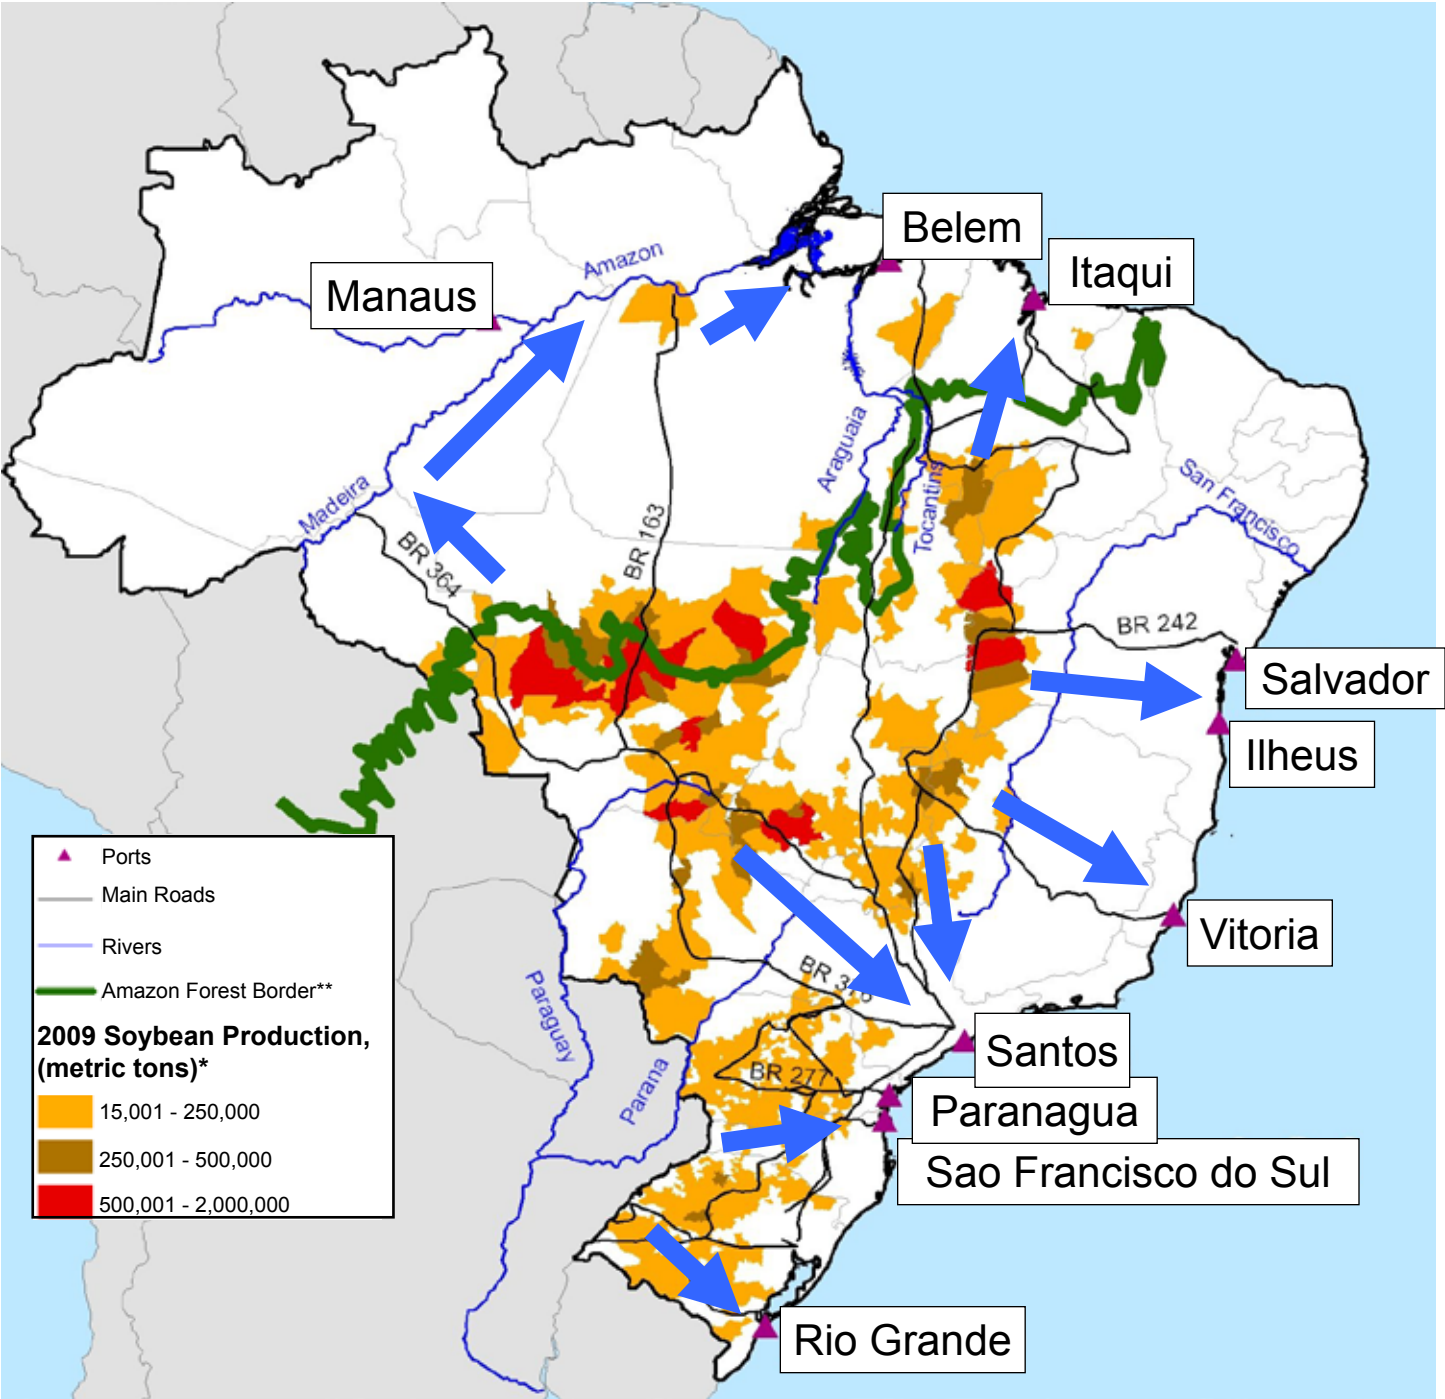 Belem
Itaqui
Manaus
Amazon
Araguaia
Tocantins
San Francisco
Madeira
BR 364
BR 163
BR 242
Salvador
Ilheus
Vitoria
BR 376
Santos
BR 277
Paranagua
Sao Francisco do Sul
Paraguay
Parana
Rio Grande
Ports
Main Roads
Rivers
Amazon Forest Border**
2009 Soybean Production,
(metric tons)*
15,001 - 250,000
250,001 - 500,000
500,001 - 2,000,000